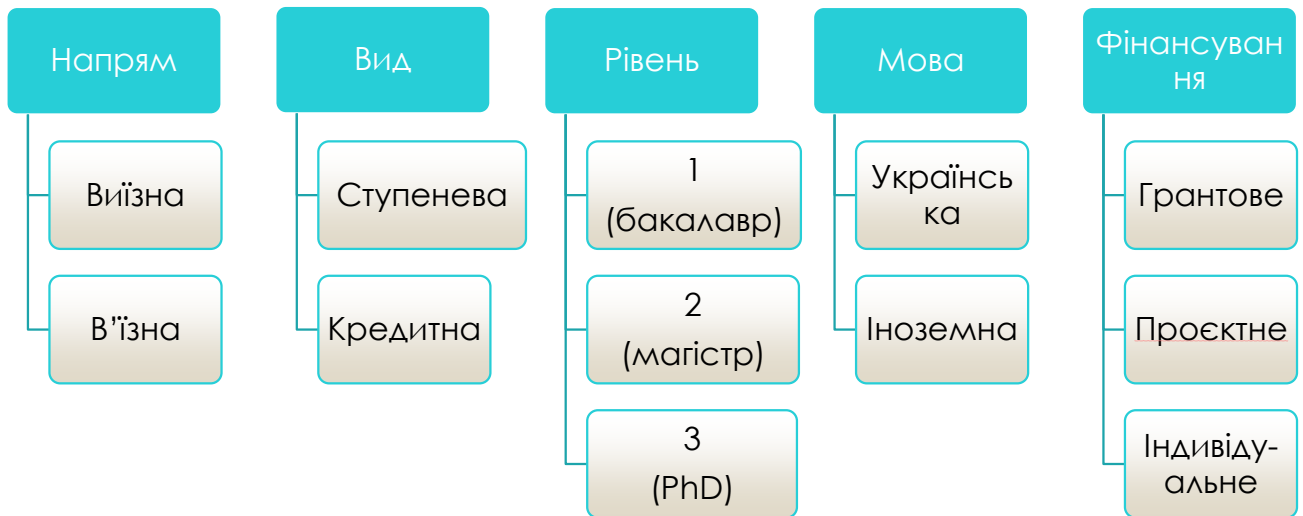 Напрям
Виїзна
В’їзна
Вид
Ступенева
Кредитна
Рівень
1
(бакалавр)
2
(магістр)
3
(PhD)
Мова
Українсь
ка
Іноземна
Фінансуван
ня
Грантове
Проєктне
Індивіду-
альне